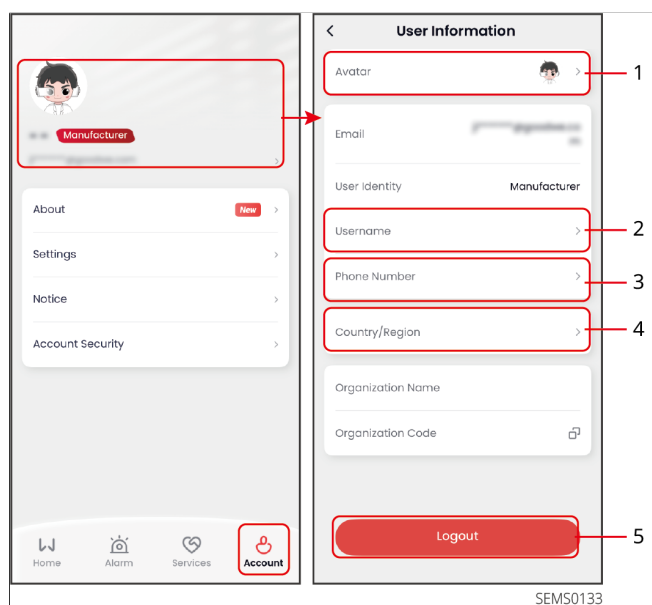 Manufacturer
About
New
Settings
Notice
Account Security
Home
Alarm
Services
Account
User Information
Avatar
1
Email
User Identity
Manufacturer
Username
2
Phone Number
3
Country/Region
4
Organization Name
Organization Code
Logout
5
SEMS0133